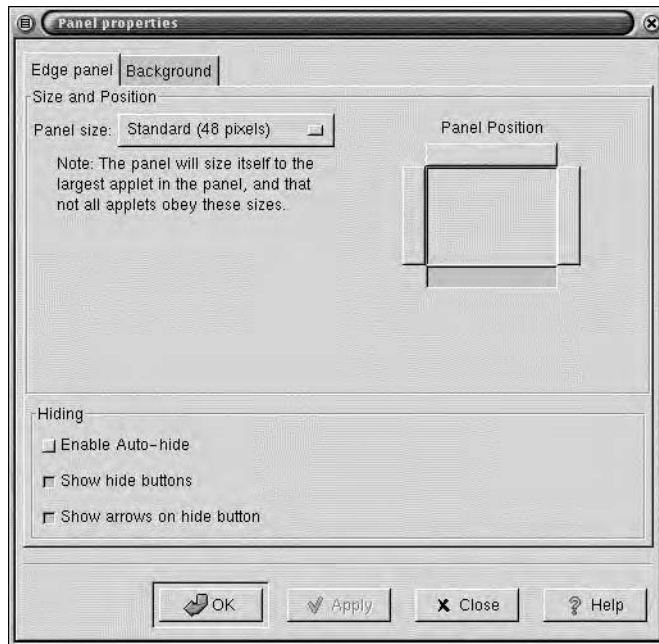 Panel properties
Edge panel
Background
Size and Position
Panel size:
Standard (48 pixels)
Note: The panel will size itself to the
largest applet in the panel, and that
not all applets obey these sizes.
Panel Position
Hiding
Enable Auto-hide
Show hide buttons
Show arrows on hide button
OK
Apply
Close
Help